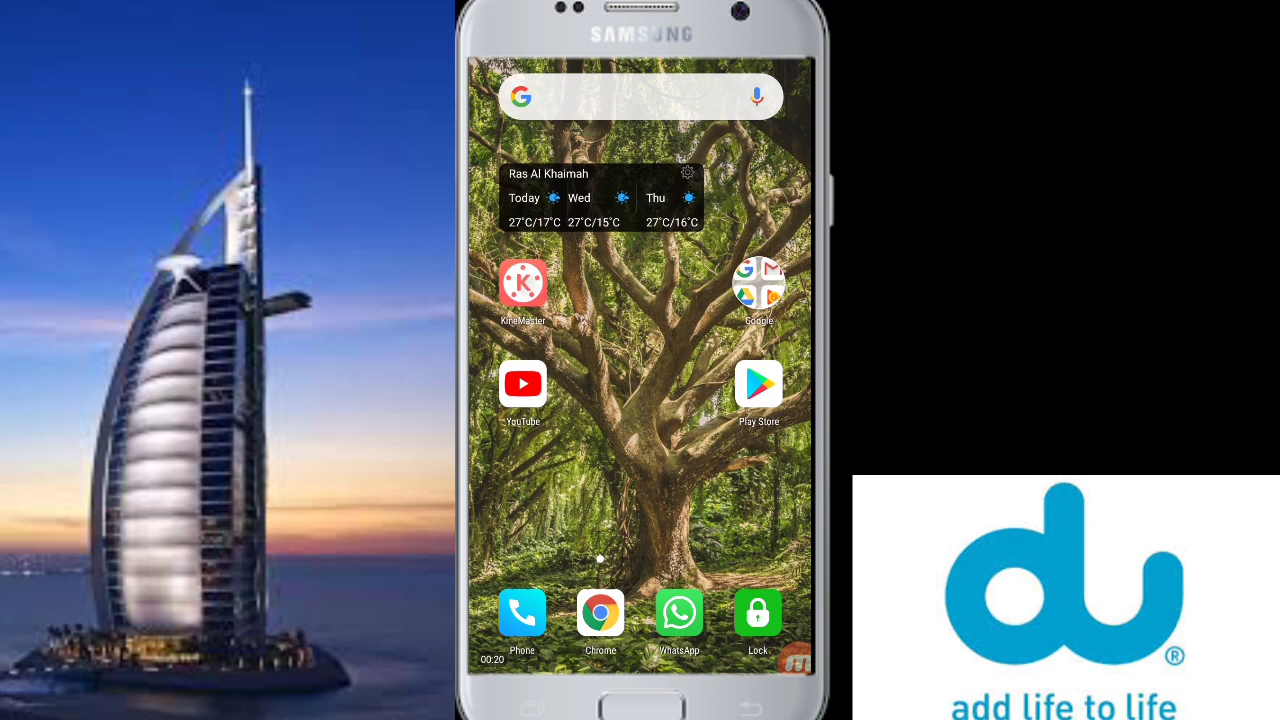 SAMSUNG
Ras Al Khaimah
Today Wed Thu
27°C/17°C 27°C/15°C 27°C/16°C
KineMaster Google
YouTube Play Store
Phone Chrome WhatsApp Lock
00:20
du®
add life to life